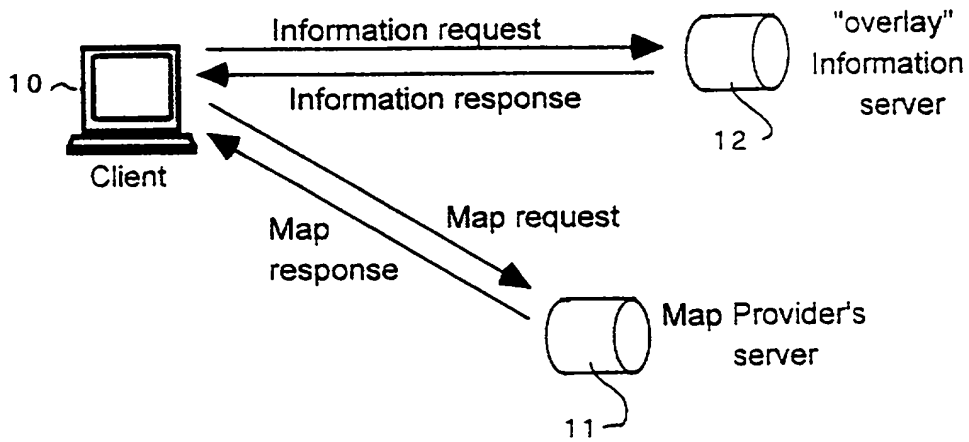 Information request
"overlay"
Information
server
10
Information response
12
Client
Map request
Map
response
Map Provider's
server
11